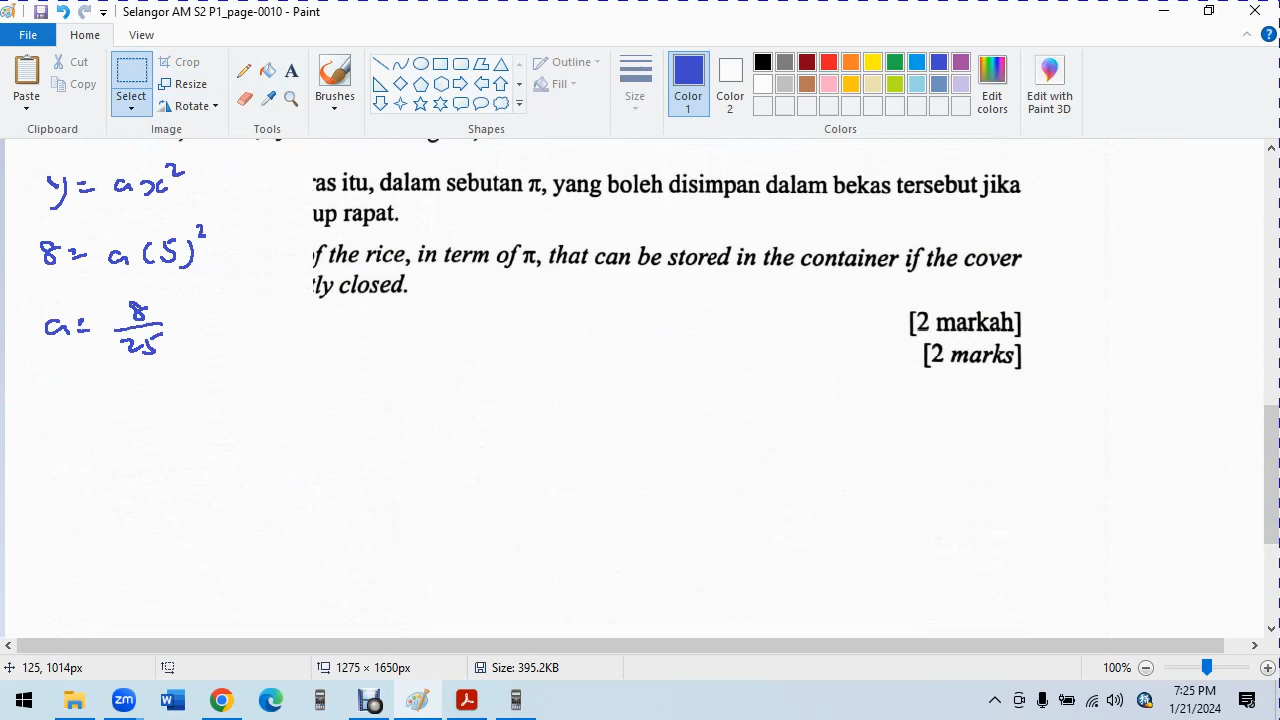 Selangor AM S2 P1_page-0010 - Paint
File Home View
Paste
Cut
Copy
Clipboard
Select
Crop
Resize
Rotate
Image
Tools
Brushes
Shapes
Outline
Fill
Size
Color 1
Color 2
Colors
Edit colors
Edit with Paint 3D
y = ax²
8 = a(5)²
a = 8/25
ras itu, dalam sebutan π, yang boleh disimpan dalam bekas tersebut jika
up rapat.
f the rice, in term of π, that can be stored in the container if the cover
tly closed.
[2 markah]
[2 marks]
125, 1014px
1275 × 1650px
Size: 395.2KB
100%
zm
7:25 PM
1/21/2024